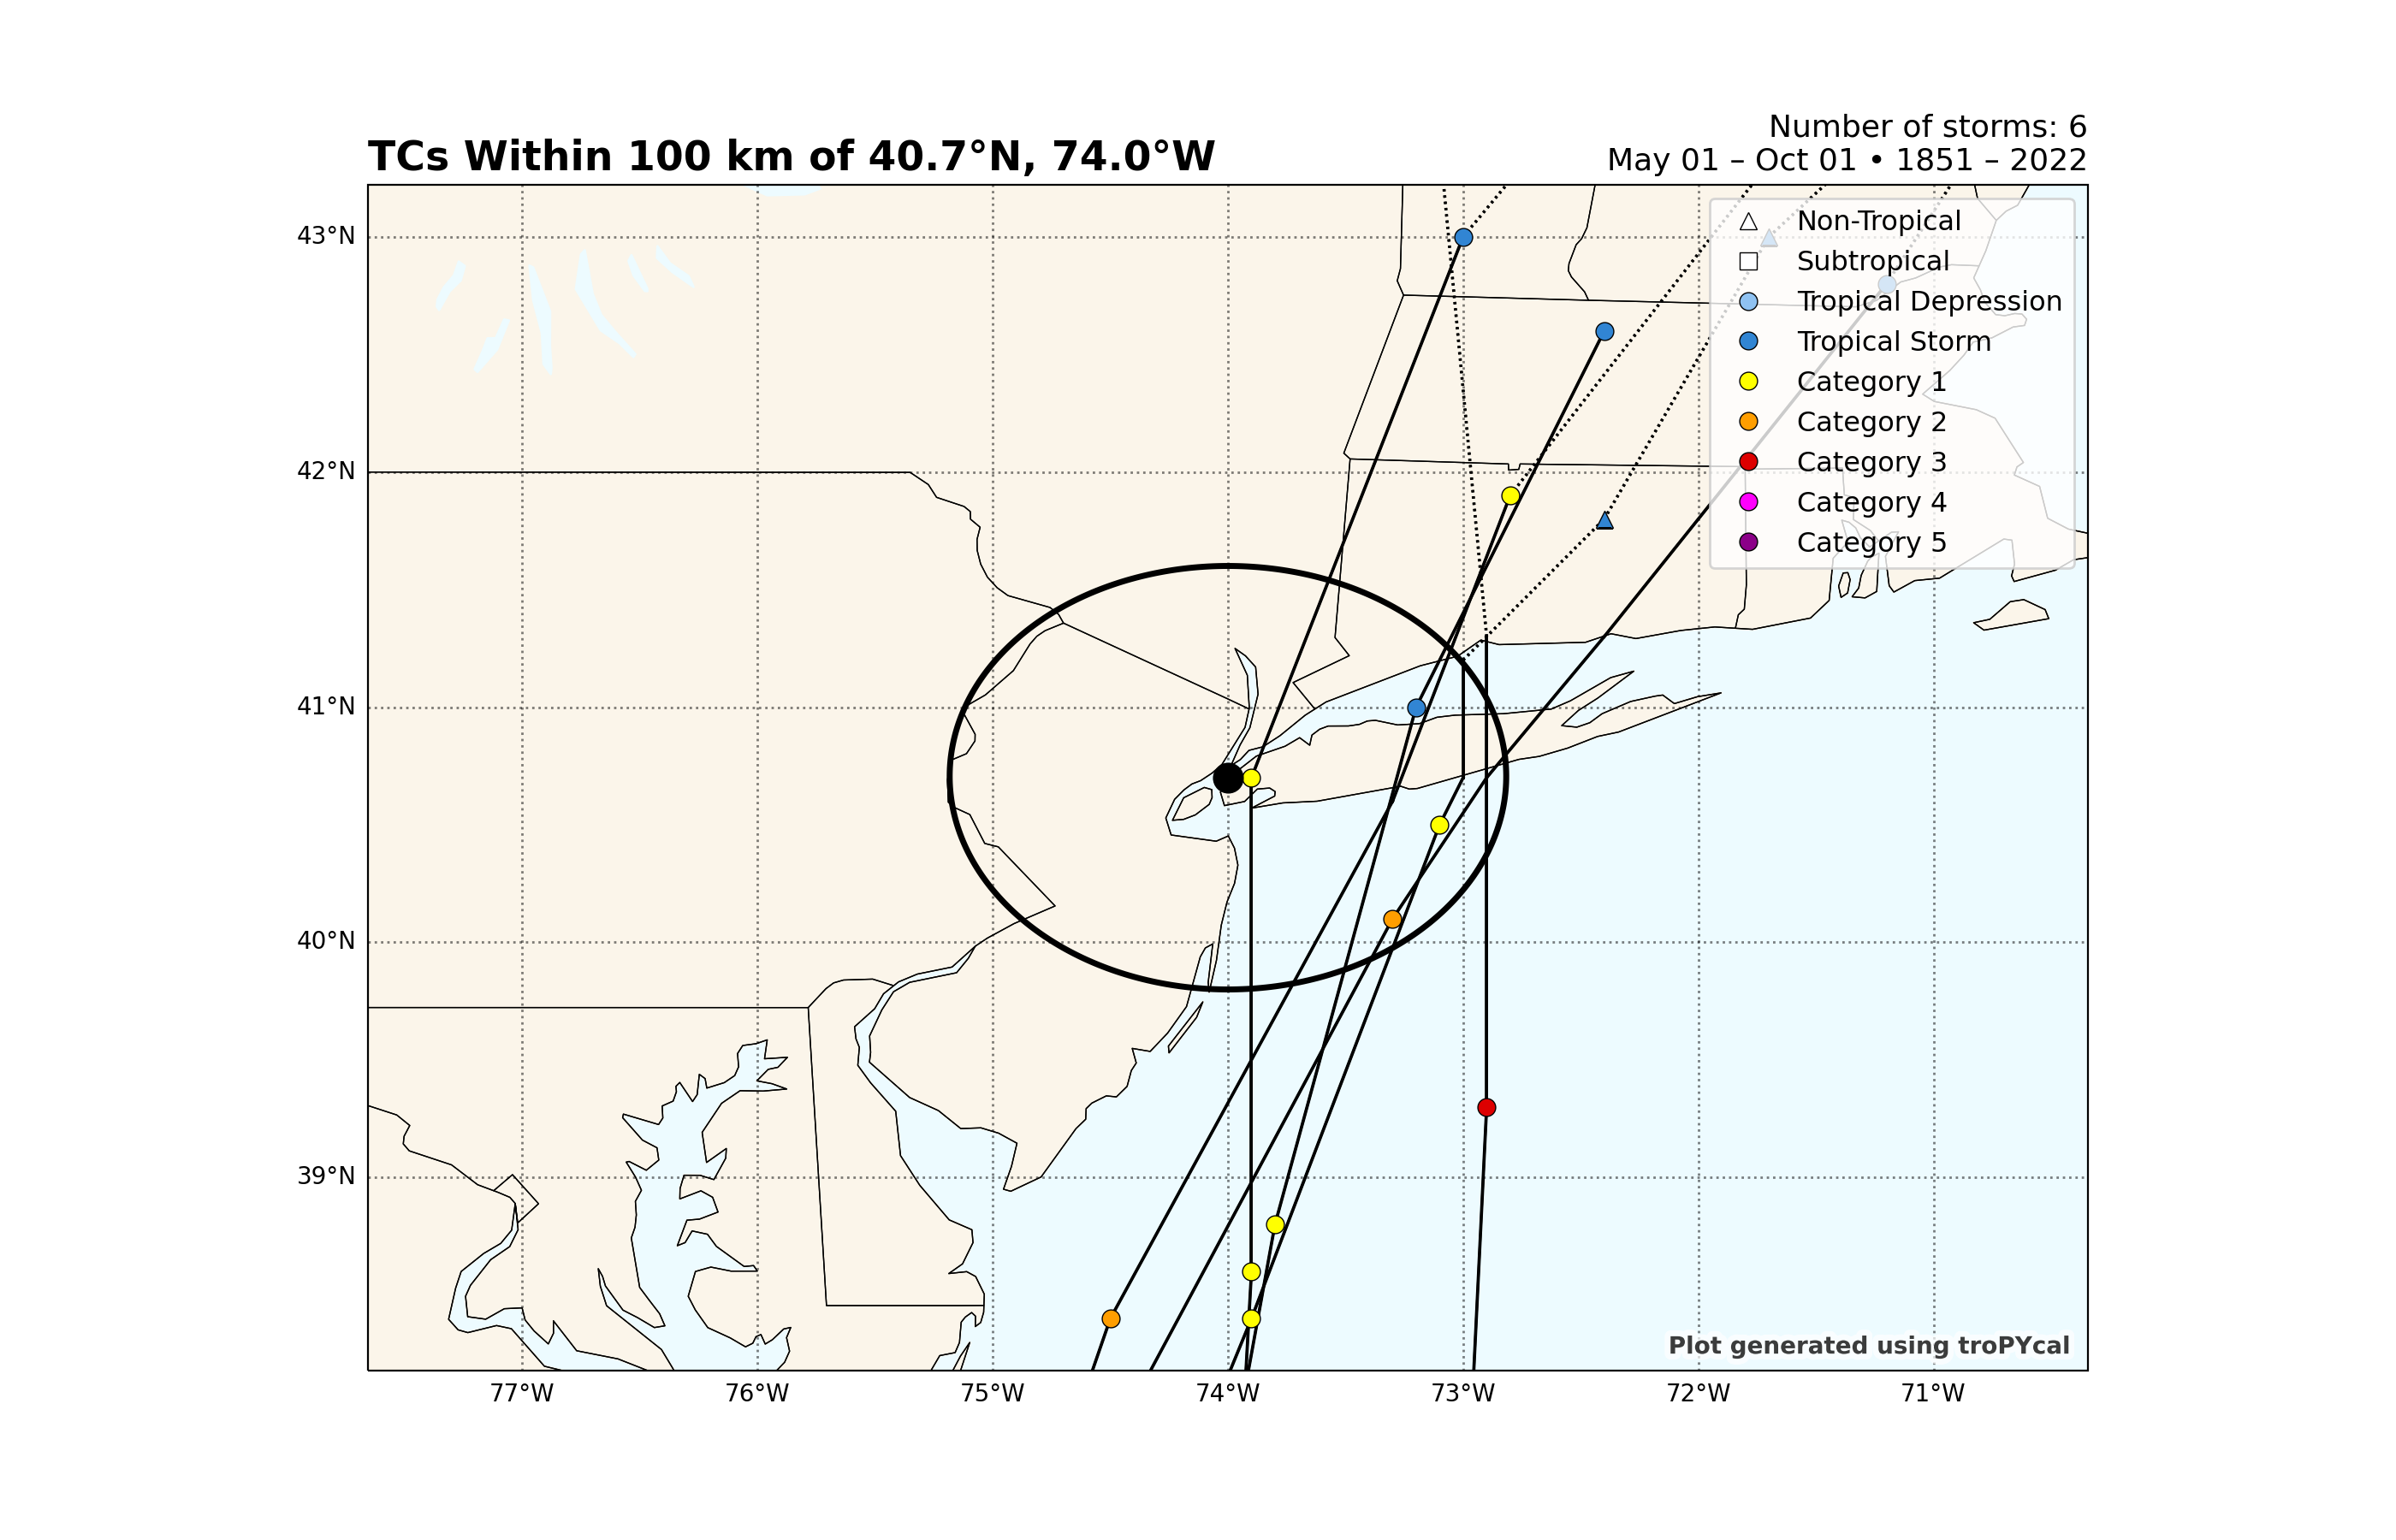 Number of storms: 6
TCs Within 100 km of 40.7°N, 74.0°W
May 01 – Oct 01 • 1851 – 2022
43°N
42°N
41°N
40°N
39°N
Non-Tropical
Subtropical
Tropical Depression
Tropical Storm
Category 1
Category 2
Category 3
Category 4
Category 5
Plot generated using troPYcal
77°W
76°W
75°W
74°W
73°W
72°W
71°W